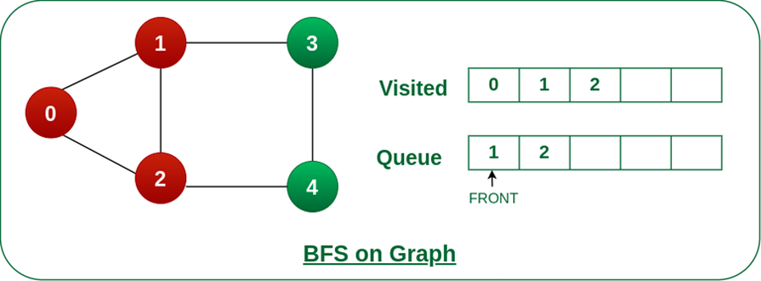 1
3
0
2
4
Visited 0 1 2
Queue 1 2
FRONT
BFS on Graph